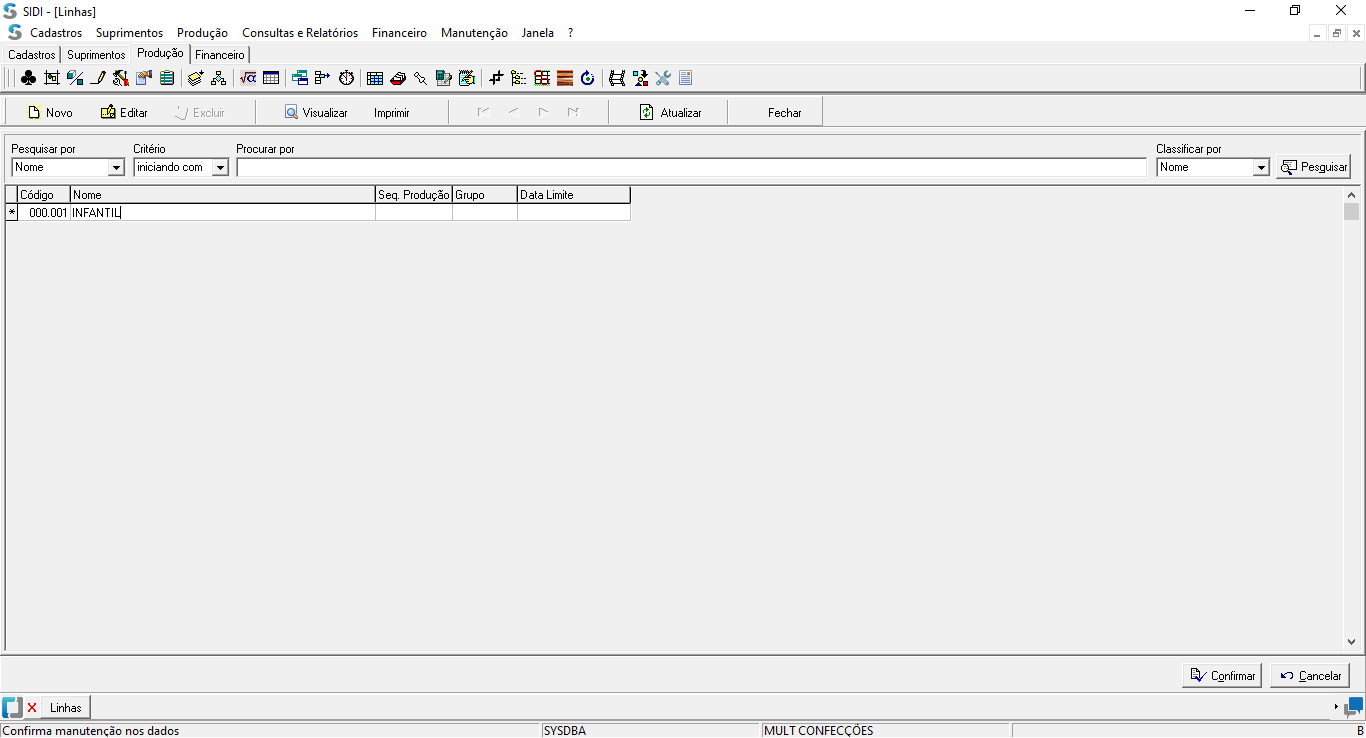 SIDI - [Linhas]
Cadastros Suprimentos Produção Consultas e Relatórios Financeiro Manutenção Janela ?
Cadastros Suprimentos Produção Financeiro
Novo Editar Excluir Visualizar Imprimir Atualizar Fechar
Pesquisar por Critério Procurar por Classificar por
Nome iniciando com Nome Pesquisar
Código Nome Seq. Produção Grupo Data Limite
* 000.001 INFANTIL
Confirmar Cancelar
Linhas
Confirma manutenção nos dados SYSDBA MULT CONFECÇÕES B